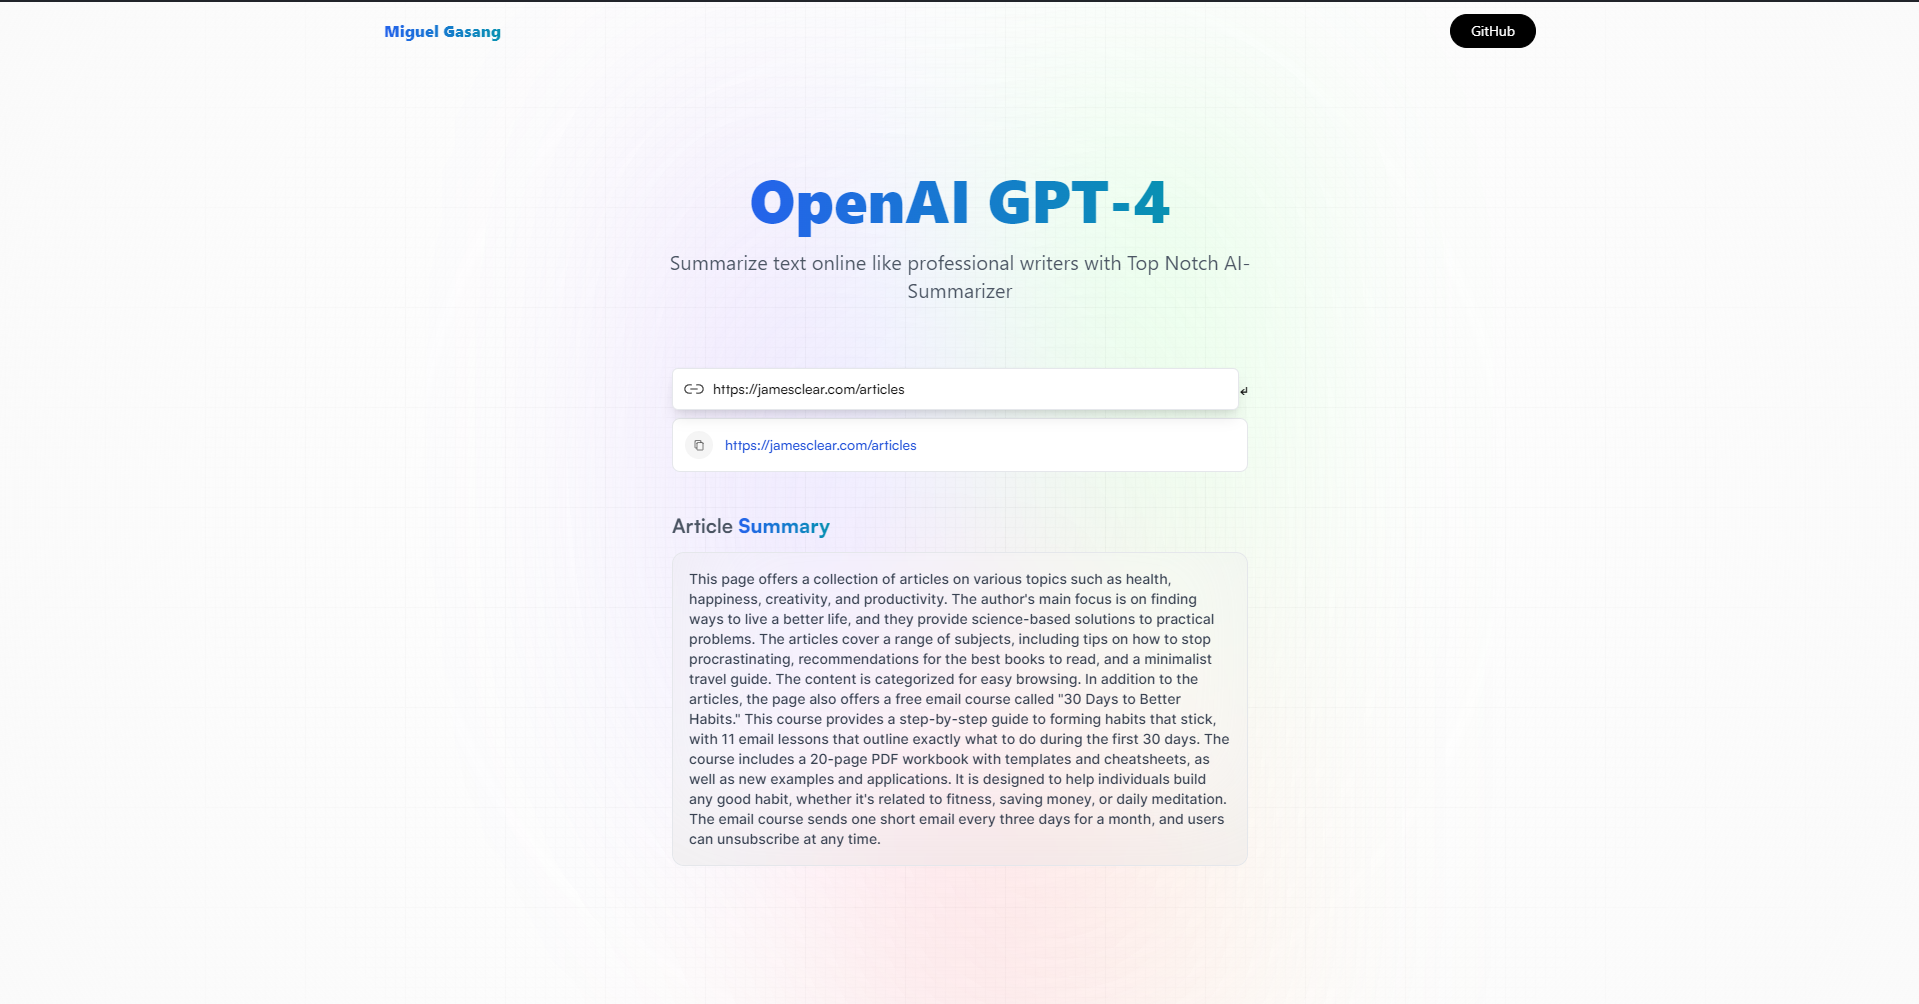 Miguel Gasang
GitHub
OpenAI GPT-4
Summarize text online like professional writers with Top Notch AI-
Summarizer
https://jamesclear.com/articles
https://jamesclear.com/articles
Article Summary
This page offers a collection of articles on various topics such as health,
happiness, creativity, and productivity. The author's main focus is on finding
ways to live a better life, and they provide science-based solutions to practical
problems. The articles cover a range of subjects, including tips on how to stop
procrastinating, recommendations for the best books to read, and a minimalist
travel guide. The content is categorized for easy browsing. In addition to the
articles, the page also offers a free email course called "30 Days to Better
Habits." This course provides a step-by-step guide to forming habits that stick,
with 11 email lessons that outline exactly what to do during the first 30 days. The
course includes a 20-page PDF workbook with templates and cheatsheets, as
well as new examples and applications. It is designed to help individuals build
any good habit, whether it's related to fitness, saving money, or daily meditation.
The email course sends one short email every three days for a month, and users
can unsubscribe at any time.